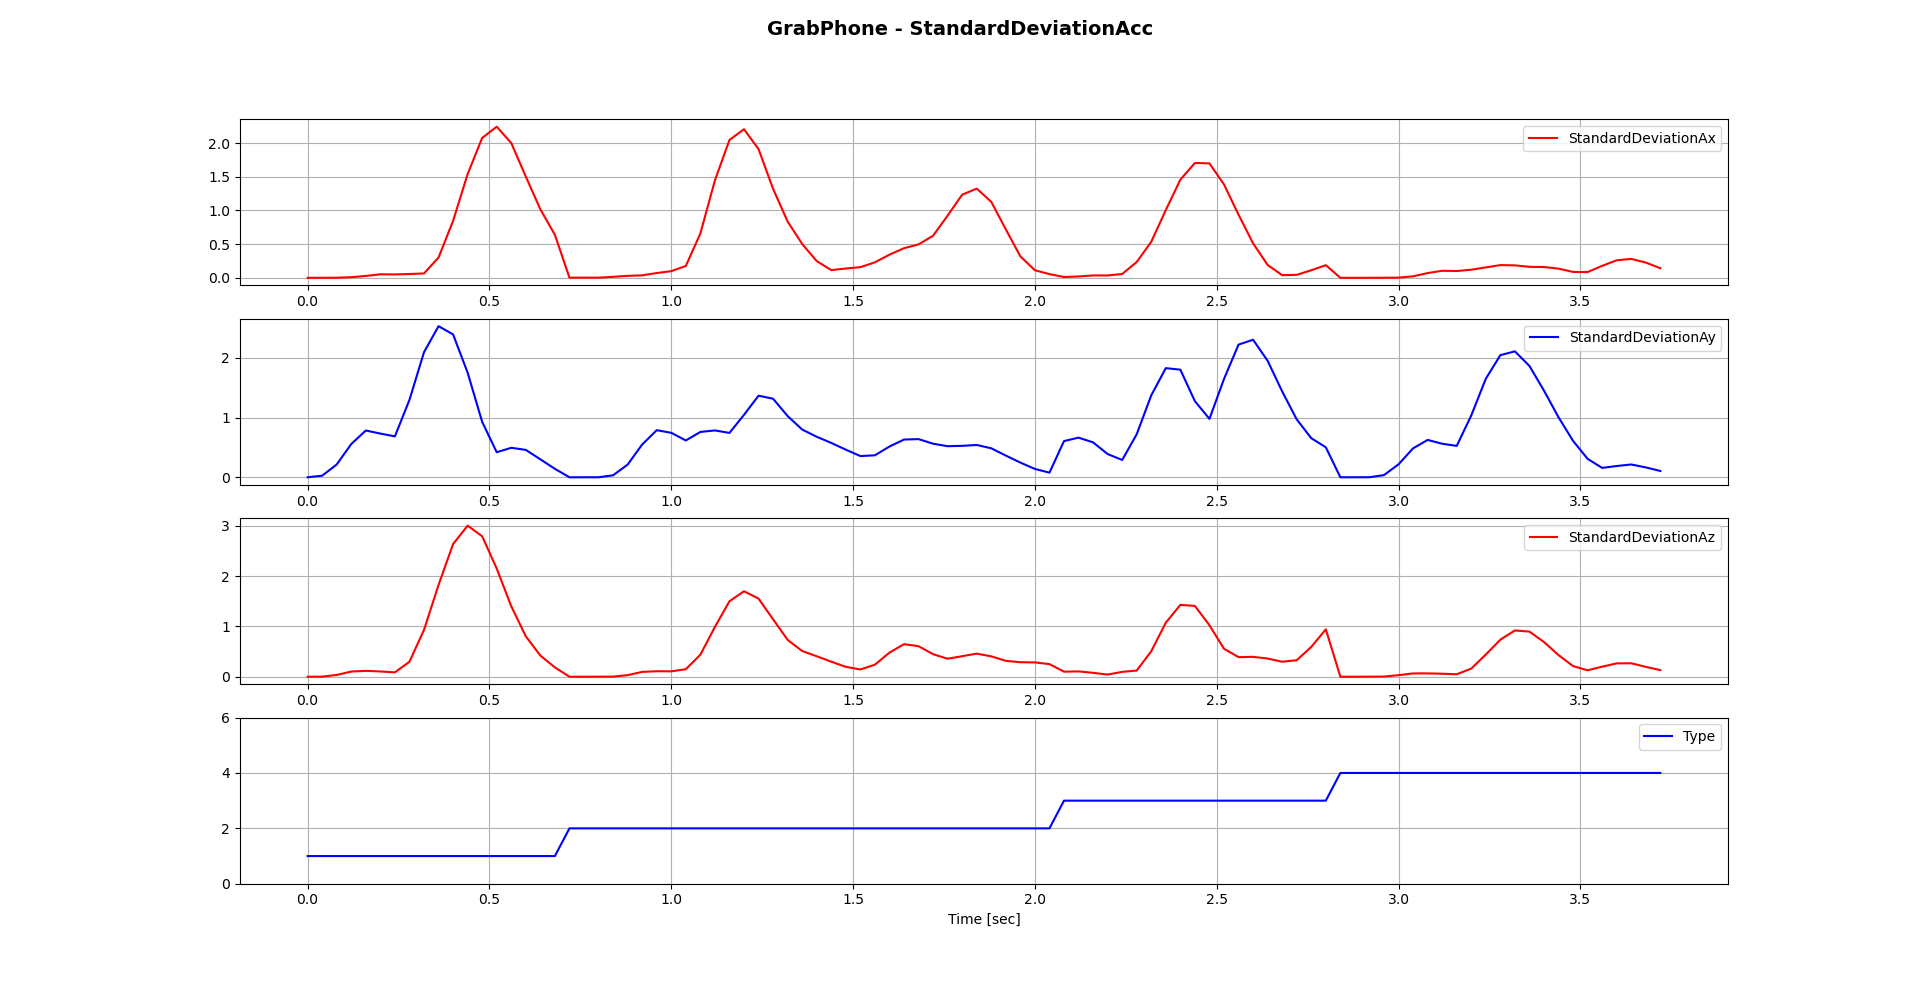 GrabPhone - StandardDeviationAcc
StandardDeviationAx
2.0
1.5
1.0
0.5
0.0
0.0 0.5 1.0 1.5 2.0 2.5 3.0 3.5
StandardDeviationAy
2
1
0
0.0 0.5 1.0 1.5 2.0 2.5 3.0 3.5
StandardDeviationAz
3
2
1
0
0.0 0.5 1.0 1.5 2.0 2.5 3.0 3.5
Type
6
4
2
0
0.0 0.5 1.0 1.5 2.0 2.5 3.0 3.5
Time [sec]